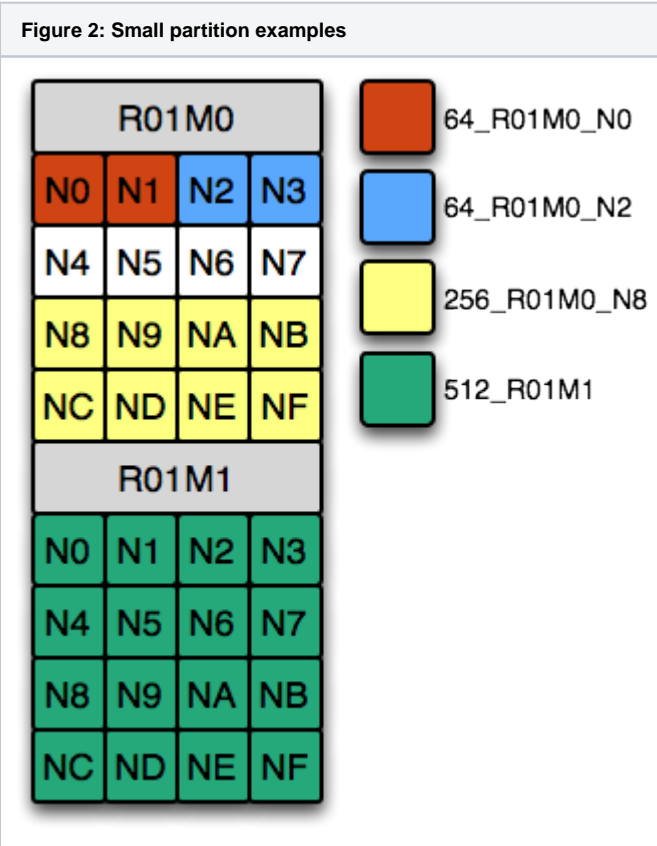 Figure 2: Small partition examples
R01M0
N0 N1 N2 N3
N4 N5 N6 N7
N8 N9 NA NB
NC ND NE NF
R01M1
N0 N1 N2 N3
N4 N5 N6 N7
N8 N9 NA NB
NC ND NE NF
64_R01M0_N0
64_R01M0_N2
256_R01M0_N8
512_R01M1